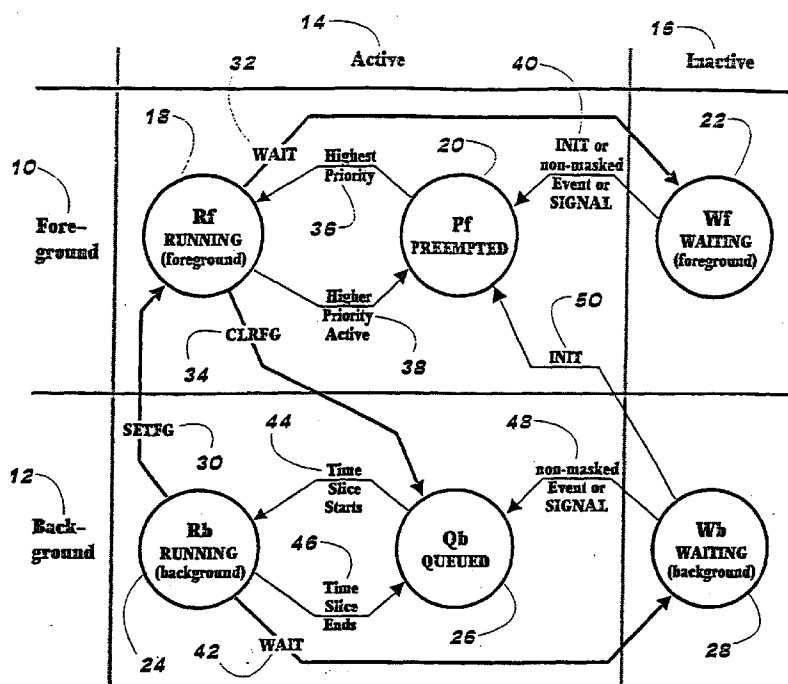 14
16
Active
Inactive
32
40
18
WAIT
20
INIT or
non-masked
Event or
SIGNAL
22
10
Highest
Priority
36
Fore-
ground
Rf
RUNNING
(foreground)
Pf
PREEMPTED
Wf
WAITING
(foreground)
Higher
Priority
Active
38
50
CLRFG
34
INIT
SETFG
30
44
48
12
Time
Slice
Starts
non-masked
Event or
SIGNAL
Back-
ground
Rb
RUNNING
(background)
46
Qb
QUEUED
Wb
WAITING
(background)
Time
Slice
Ends
24
42
WAIT
26
28